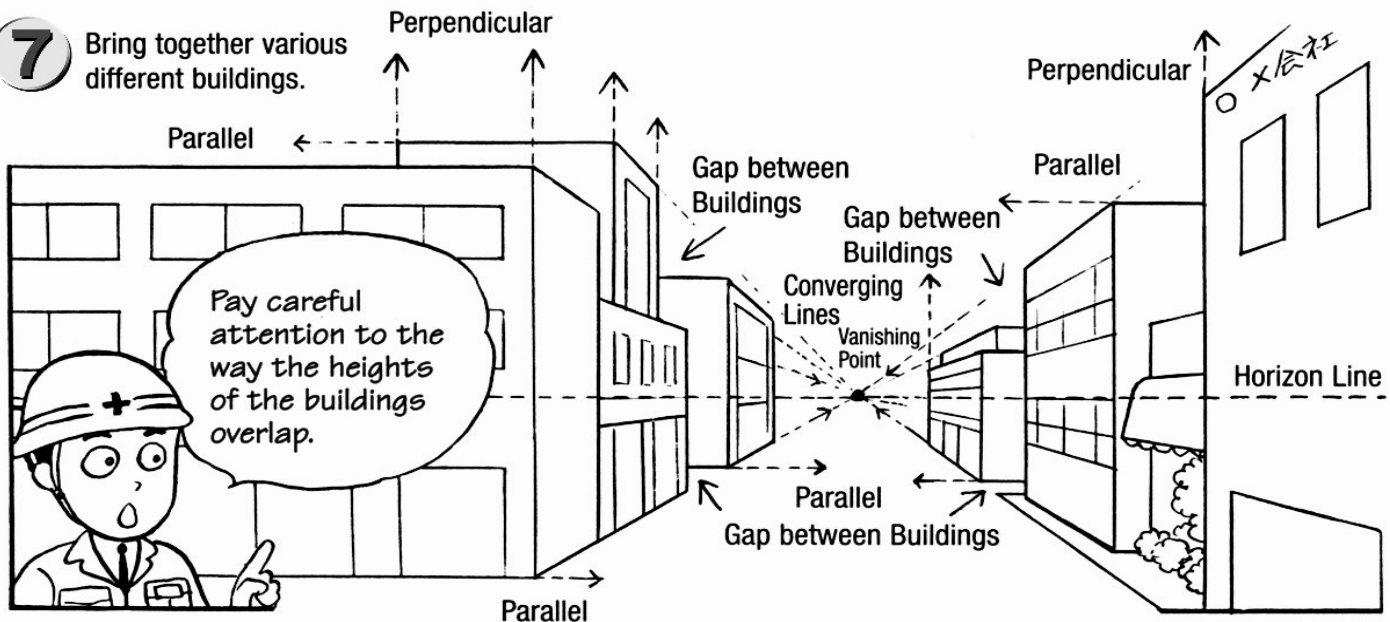 7
Bring together various
different buildings.
Perpendicular
Parallel
Gap between
Buildings
Gap between
Buildings
Converging
Lines
Vanishing
Point
Perpendicular
Parallel
○×会社
Horizon Line
Pay careful
attention to the
way the heights
of the buildings
overlap.
Parallel
Gap between Buildings
Parallel